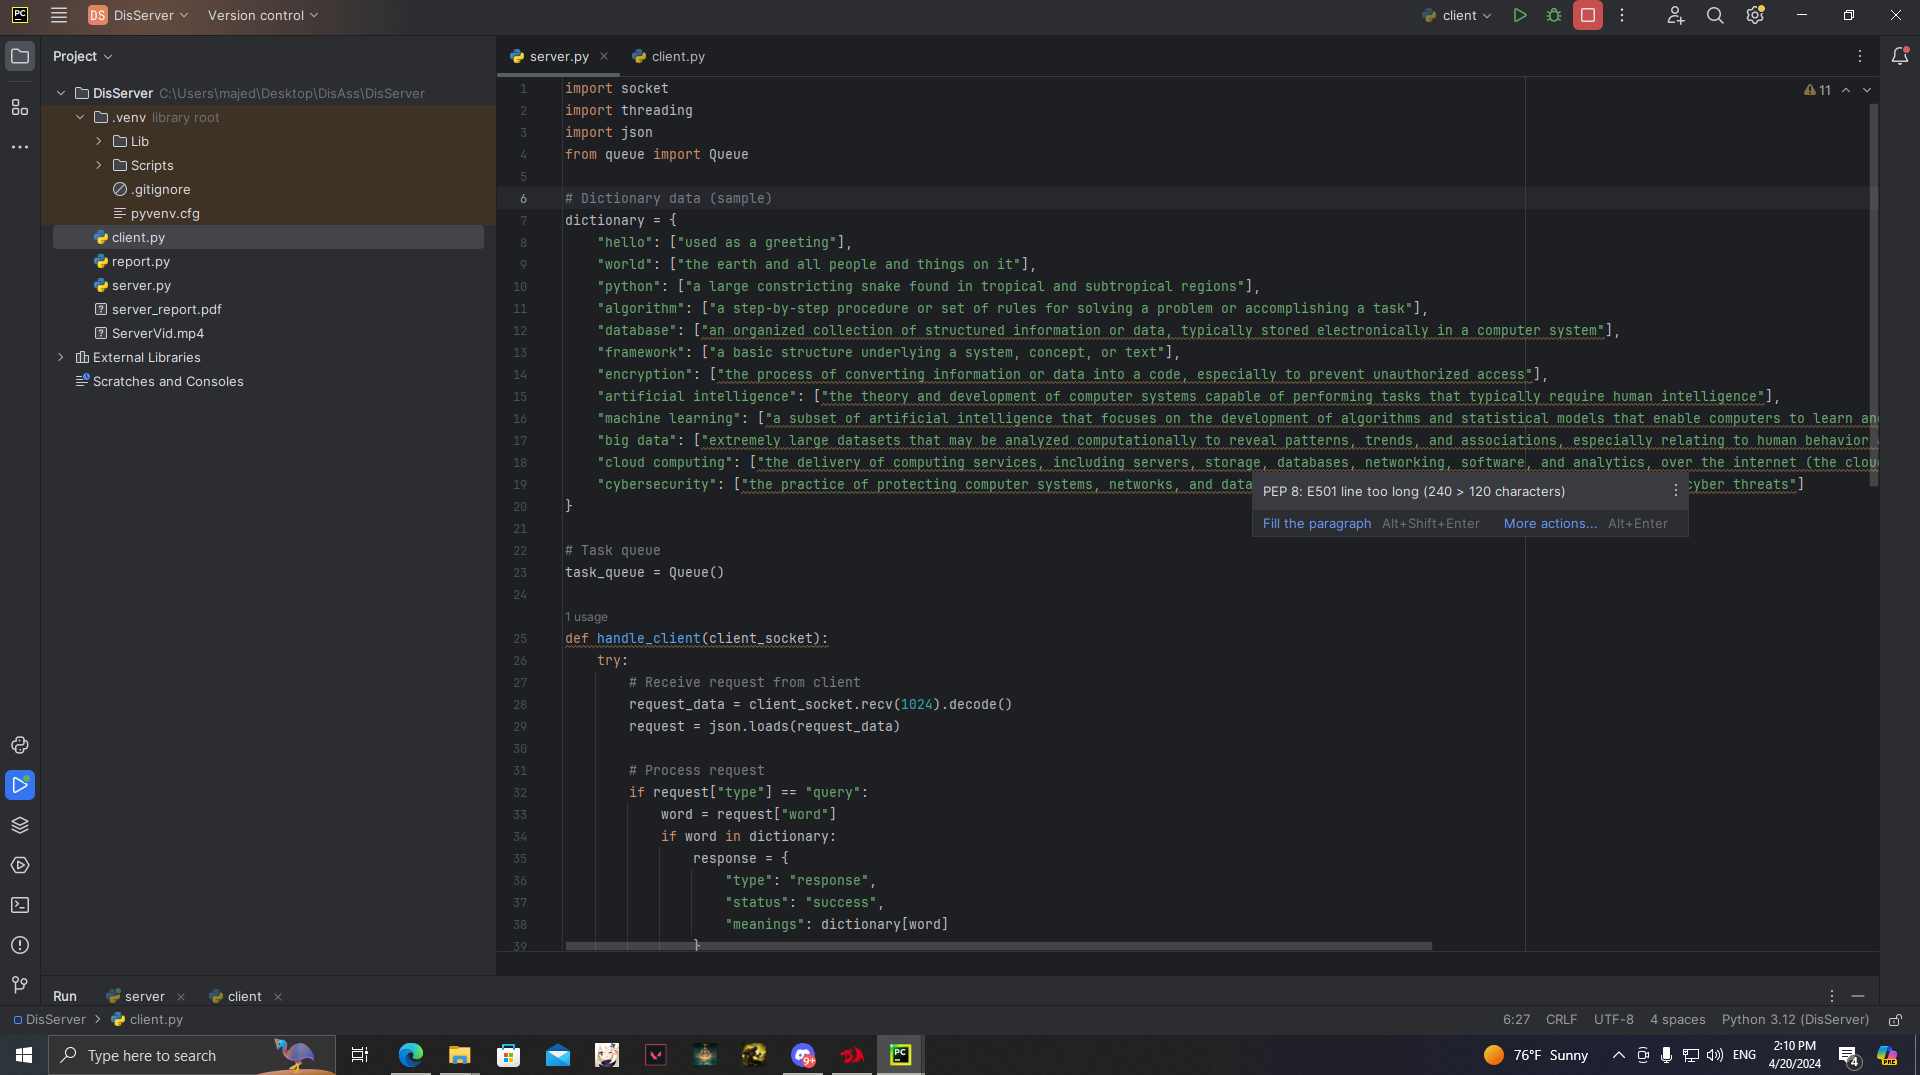 PC
DS DisServer
Version control
client
Project
server.py
client.py
DisServer C:\Users\majed\Desktop\DisAss\DisServer
.venv library root
Lib
Scripts
.gitignore
pyvenv.cfg
client.py
report.py
server.py
server_report.pdf
ServerVid.mp4
External Libraries
Scratches and Consoles
11
1 import socket
2 import threading
3 import json
4 from queue import Queue
5
6 # Dictionary data (sample)
7 dictionary = {
8 "hello": ["used as a greeting"],
9 "world": ["the earth and all people and things on it"],
10 "python": ["a large constricting snake found in tropical and subtropical regions"],
11 "algorithm": ["a step-by-step procedure or set of rules for solving a problem or accomplishing a task"],
12 "database": ["an organized collection of structured information or data, typically stored electronically in a computer system"],
13 "framework": ["a basic structure underlying a system, concept, or text"],
14 "encryption": ["the process of converting information or data into a code, especially to prevent unauthorized access"],
15 "artificial intelligence": ["the theory and development of computer systems capable of performing tasks that typically require human intelligence"],
16 "machine learning": ["a subset of artificial intelligence that focuses on the development of algorithms and statistical models that enable computers to learn an
17 "big data": ["extremely large datasets that may be analyzed computationally to reveal patterns, trends, and associations, especially relating to human behavior
18 "cloud computing": ["the delivery of computing services, including servers, storage, databases, networking, software, and analytics, over the internet (the clou
19 "cybersecurity": ["the practice of protecting computer systems, networks, and data cyber threats"]
PEP 8: E501 line too long (240 > 120 characters)
Fill the paragraph Alt+Shift+Enter More actions... Alt+Enter
20 }
21
22 # Task queue
23 task_queue = Queue()
24
1 usage
25 def handle_client(client_socket):
26 try:
27 # Receive request from client
28 request_data = client_socket.recv(1024).decode()
29 request = json.loads(request_data)
30
31 # Process request
32 if request["type"] == "query":
33 word = request["word"]
34 if word in dictionary:
35 response = {
36 "type": "response",
37 "status": "success",
38 "meanings": dictionary[word]
39 }
Run
server
client
DisServer
client.py
6:27 CRLF UTF-8 4 spaces Python 3.12 (DisServer)
Type here to search
9+
PC
76°F Sunny
ENG
2:10 PM
4/20/2024
4
PRE